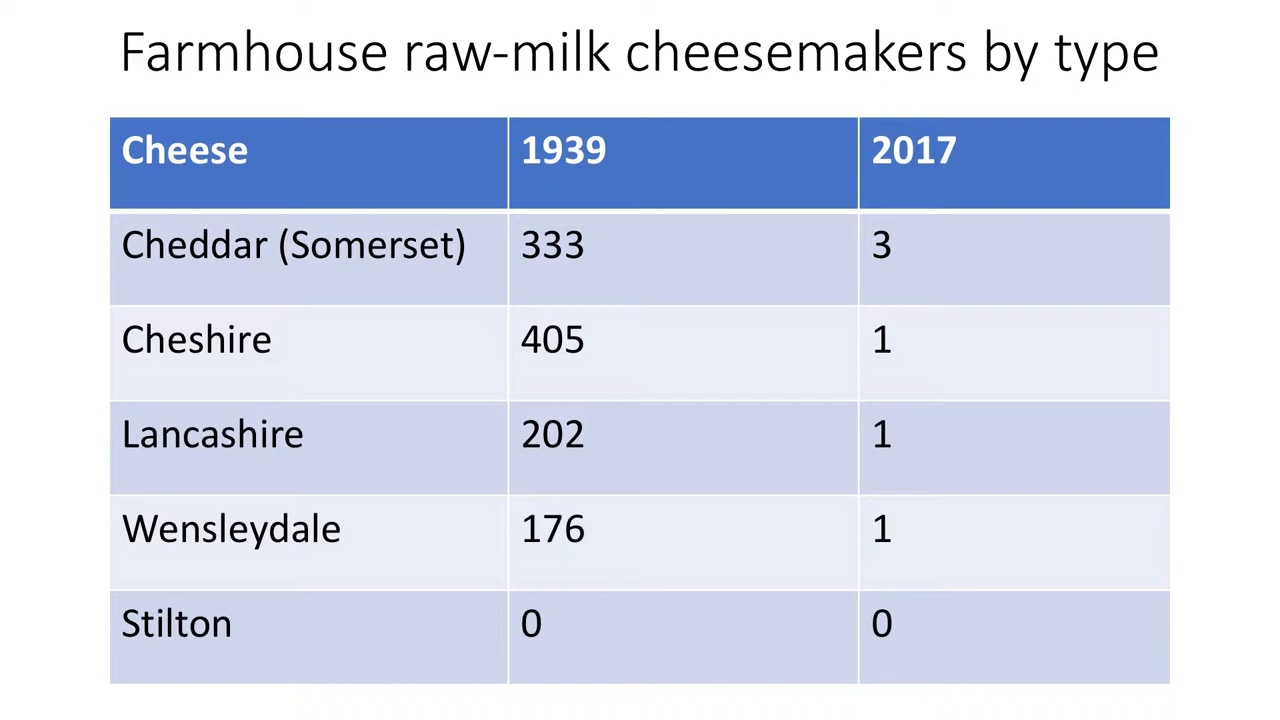 Farmhouse raw-milk cheesemakers by type
Cheese 1939 2017
Cheddar (Somerset) 333 3
Cheshire 405 1
Lancashire 202 1
Wensleydale 176 1
Stilton 0 0